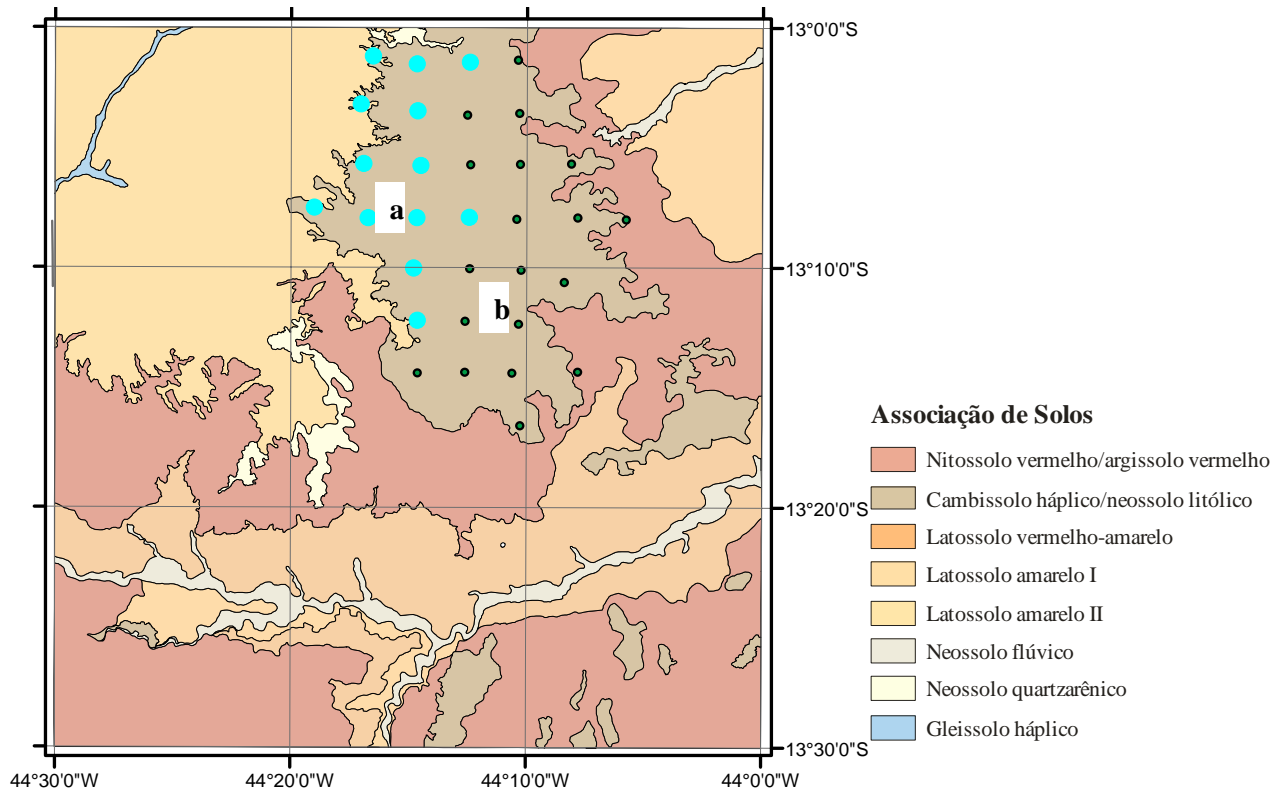 13°0'0"S
a
13°10'0"S
b
Associação de Solos
Nitossolo vermelho/argissolo vermelho
Cambissolo háplico/neossolo litólico
13°20'0"S
Latossolo vermelho-amarelo
Latossolo amarelo I
Latossolo amarelo II
Neossolo flúvico
Neossolo quartzarênico
Gleissolo háplico
13°30'0"S
44°30'0"W 44°20'0"W 44°10'0"W 44°0'0"W